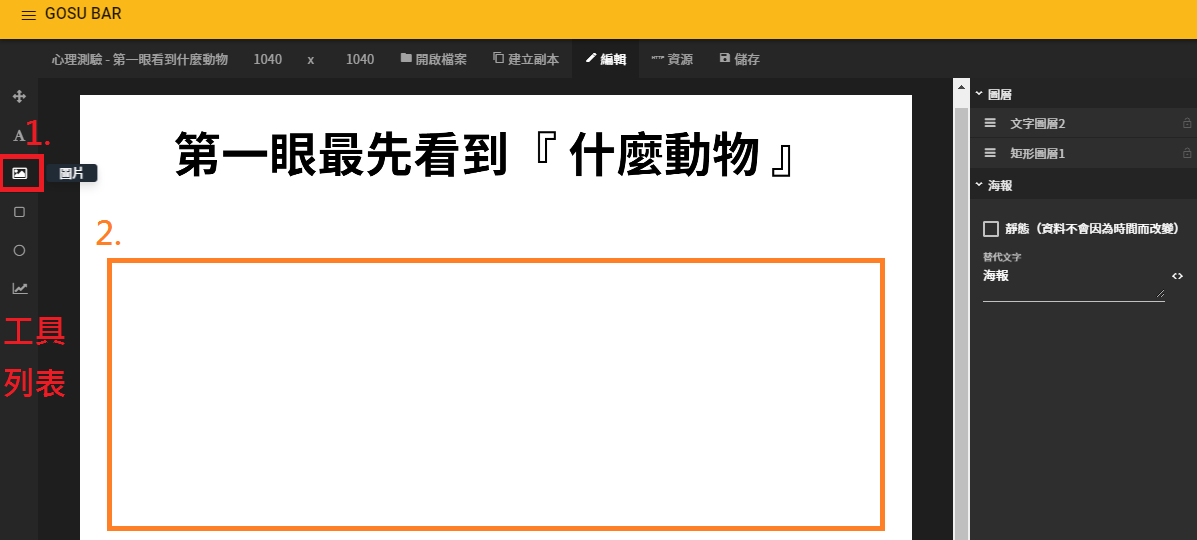 GOSU BAR
心理測驗 - 第一眼看到什麼動物 1040 x 1040 開啟檔案 建立副本 編輯 HTTP 資源 儲存
A
1.
圖片
工具
列表
第一眼最先看到『 什麼動物 』
2.
圖層
文字圖層2
矩形圖層1
海報
靜態（資料不會因為時間而改變）
替代文字
海報